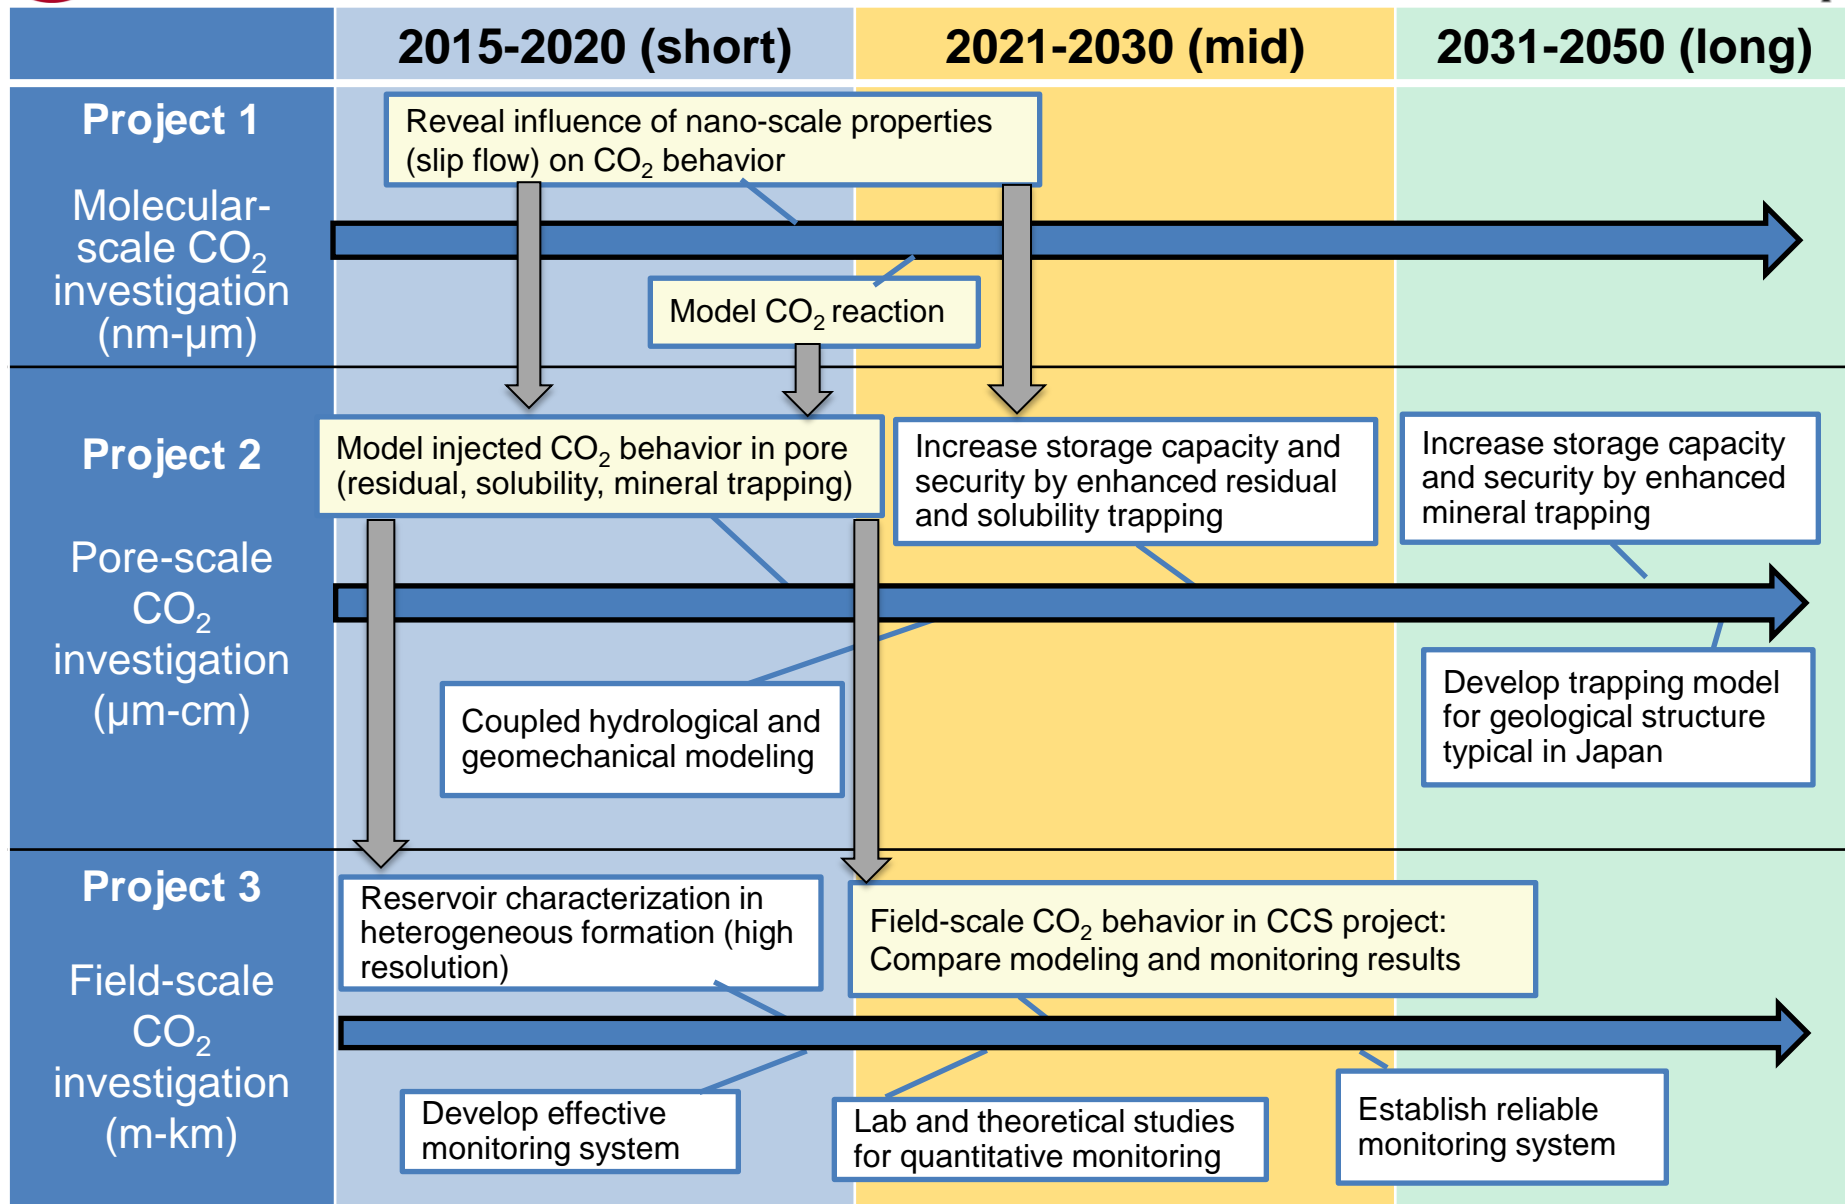 2015-2020 (short)
2021-2030 (mid)
2031-2050 (long)
Project 1
Molecular-
scale CO₂
investigation
(nm-μm)
Reveal influence of nano-scale properties
(slip flow) on CO₂ behavior
Model CO₂ reaction
Project 2
Pore-scale
CO₂
investigation
(μm-cm)
Model injected CO₂ behavior in pore
(residual, solubility, mineral trapping)
Increase storage capacity and
security by enhanced residual
and solubility trapping
Increase storage capacity
and security by enhanced
mineral trapping
Coupled hydrological and
geomechanical modeling
Develop trapping model
for geological structure
typical in Japan
Project 3
Field-scale
CO₂
investigation
(m-km)
Reservoir characterization in
heterogeneous formation (high
resolution)
Field-scale CO₂ behavior in CCS project:
Compare modeling and monitoring results
Develop effective
monitoring system
Lab and theoretical studies
for quantitative monitoring
Establish reliable
monitoring system